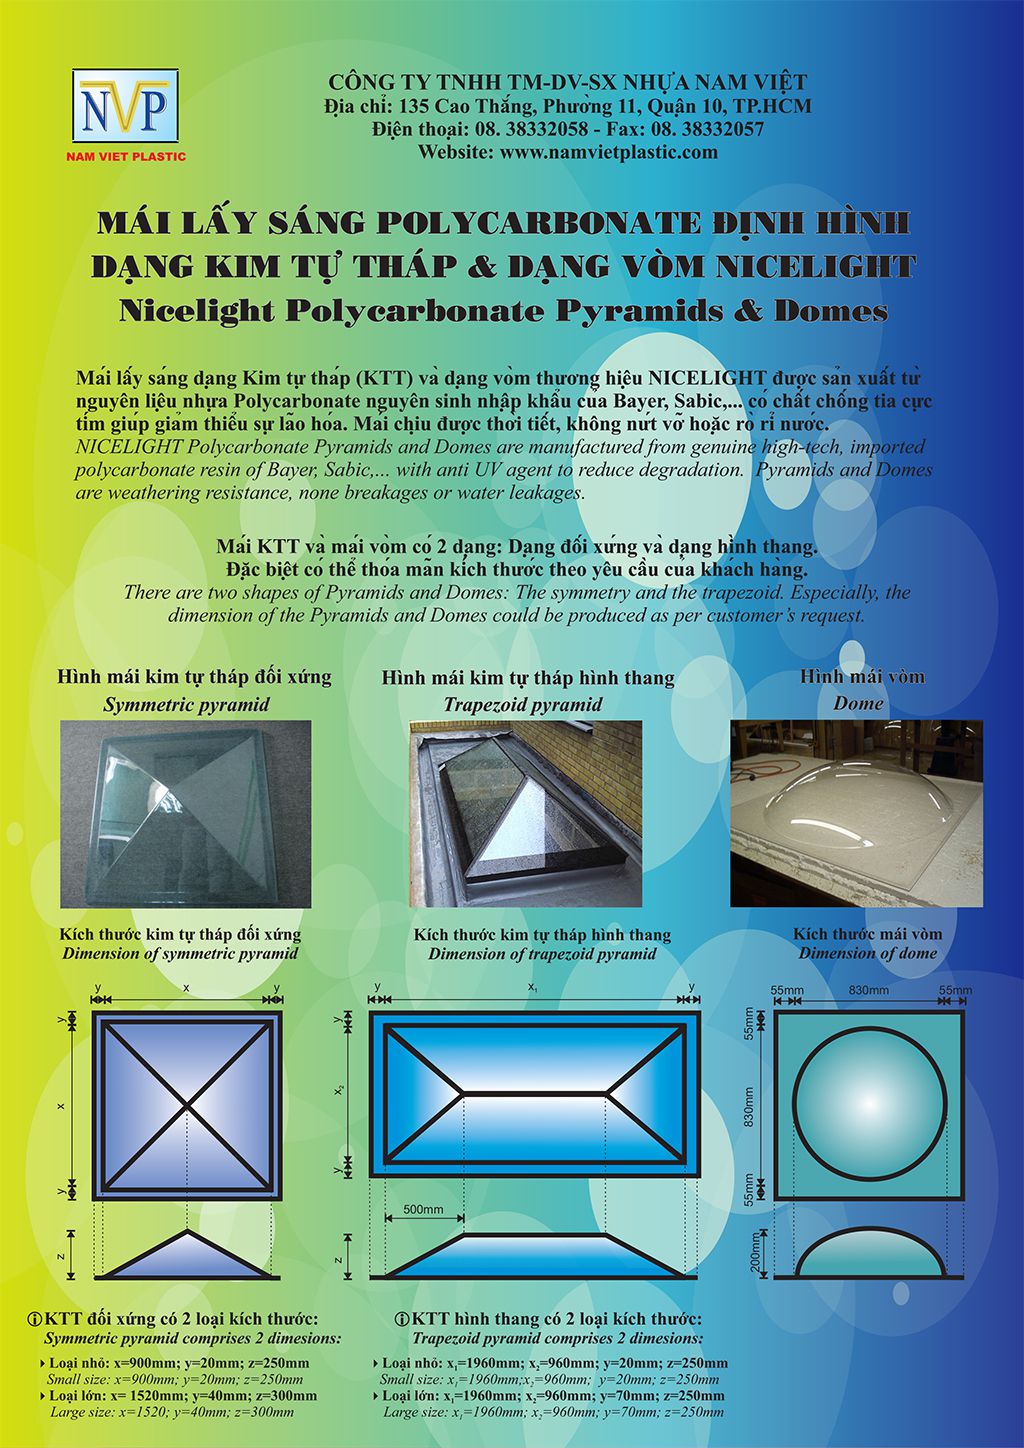 NVP
NAM VIET PLASTIC
CÔNG TY TNHH TM-DV-SX NHỰA NAM VIỆT
Địa chỉ: 135 Cao Thắng, Phường 11, Quận 10, TP.HCM
Điện thoại: 08. 38332058 - Fax: 08. 38332057
Website: www.namvietplastic.com
MÁI LẤY SÁNG POLYCARBONATE ĐỊNH HÌNH
DẠNG KIM TỰ THÁP & DẠNG VÒM NICELIGHT
Nicelight Polycarbonate Pyramids & Domes
Mái lấy sáng dạng Kim tự tháp (KTT) và dạng vòm thương hiệu NICELIGHT được sản xuất từ
nguyên liệu nhựa Polycarbonate nguyên sinh nhập khẩu của Bayer, Sabic,... có chất chống tia cực
tím giúp giảm thiểu sự lão hóa. Mái chịu được thời tiết, không nứt vỡ hoặc rò rỉ nước.
NICELIGHT Polycarbonate Pyramids and Domes are manufactured from genuine high-tech, imported
polycarbonate resin of Bayer, Sabic,... with anti UV agent to reduce degradation. Pyramids and Domes
are weathering resistance, none breakages or water leakages.
Mái KTT và mái vòm có 2 dạng: Dạng đối xứng và dạng hình thang.
Đặc biệt có thể thỏa mãn kích thước theo yêu cầu của khách hàng.
There are two shapes of Pyramids and Domes: The symmetry and the trapezoid. Especially, the
dimension of the Pyramids and Domes could be produced as per customer's request.
Hình mái kim tự tháp đối xứng
Symmetric pyramid
Hình mái kim tự tháp hình thang
Trapezoid pyramid
Hình mái vòm
Dome
Kích thước kim tự tháp đối xứng
Dimension of symmetric pyramid
Kích thước kim tự tháp hình thang
Dimension of trapezoid pyramid
Kích thước mái vòm
Dimension of dome
y x y
y
x
y
z
y x₁ y
y
x₂
y
500mm
z
55mm 830mm 55mm
55mm
830mm
55mm
200mm
i KTT đối xứng có 2 loại kích thước:
Symmetric pyramid comprises 2 dimesions:
Loại nhỏ: x=900mm; y=20mm; z=250mm
Small size: x=900mm; y=20mm; z=250mm
Loại lớn: x= 1520mm; y=40mm; z=300mm
Large size: x=1520; y=40mm; z=300mm
i KTT hình thang có 2 loại kích thước:
Trapezoid pyramid comprises 2 dimesions:
Loại nhỏ: x₁=1960mm; x₂=960mm; y=20mm; z=250mm
Small size: x₁=1960mm;x₂=960mm; y=20mm; z=250mm
Loại lớn: x₁=1960mm; x₂=960mm; y=70mm; z=250mm
Large size: x₁=1960mm; x₂=960mm; y=70mm; z=250mm